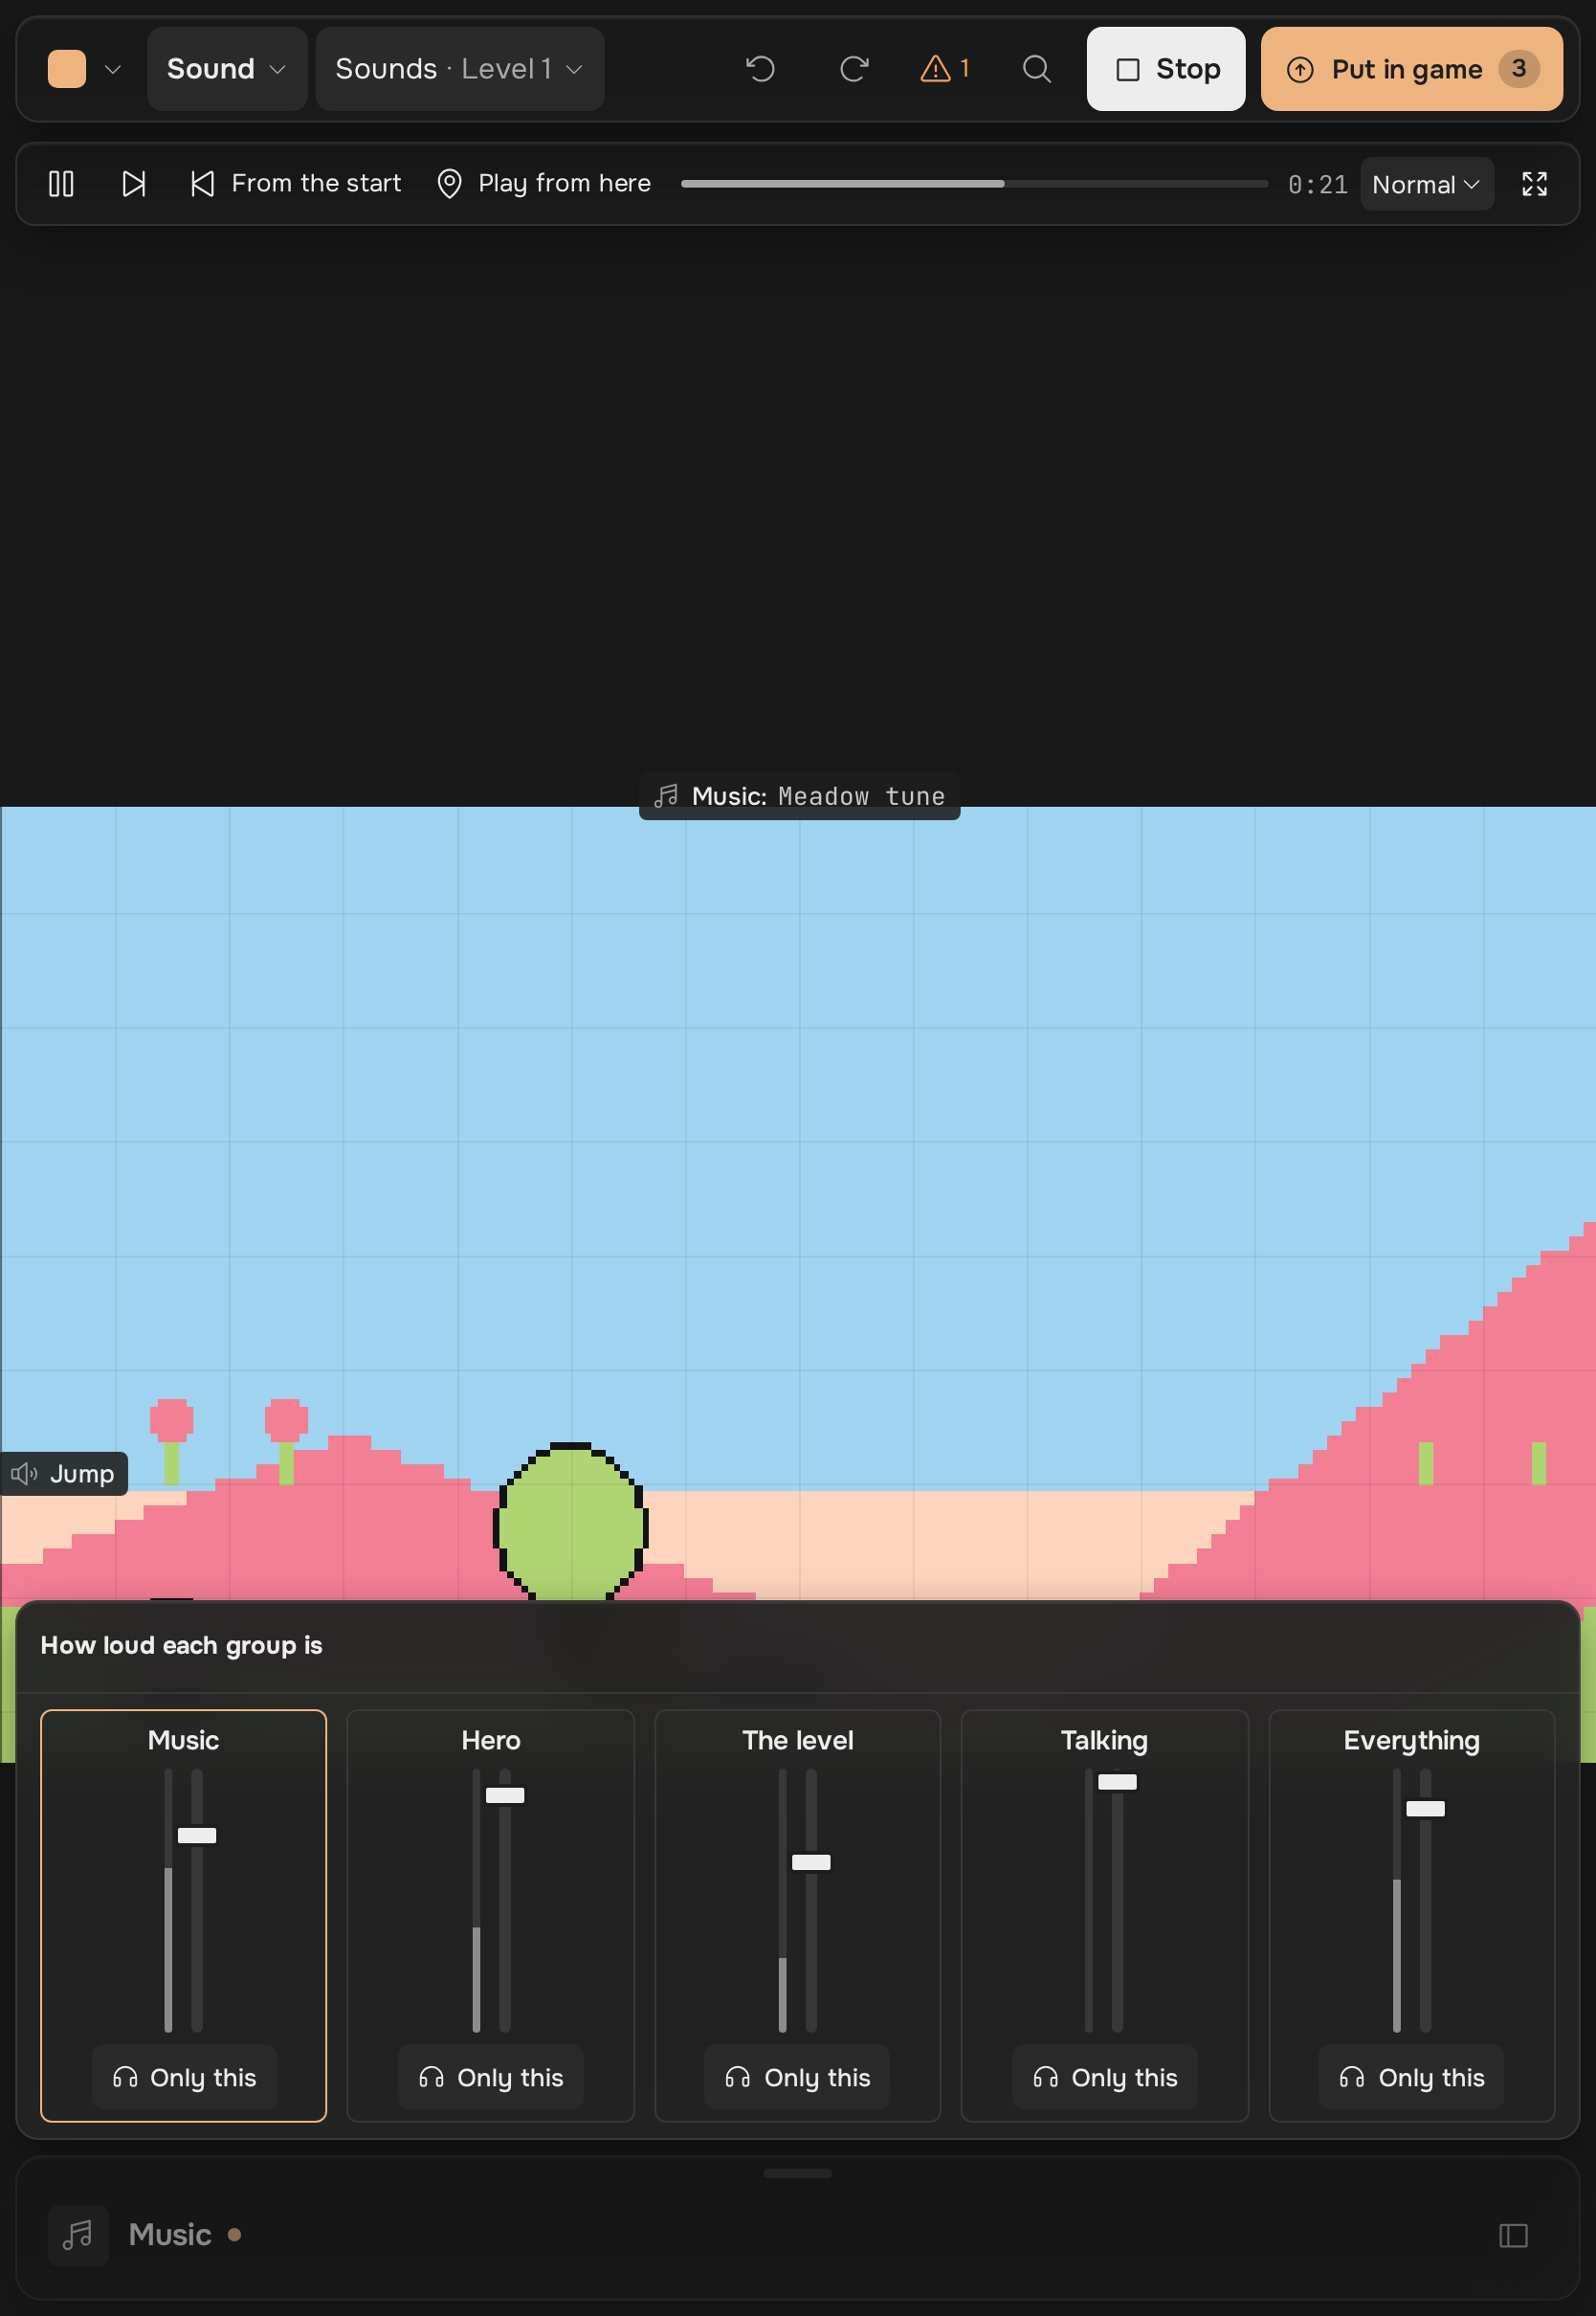 Sound
Sounds · Level 1
1
Stop
Put in game 3
From the start
Play from here
0:21
Normal
Music: Meadow tune
Jump
How loud each group is
Music
Hero
The level
Talking
Everything
Only this
Only this
Only this
Only this
Only this
Music